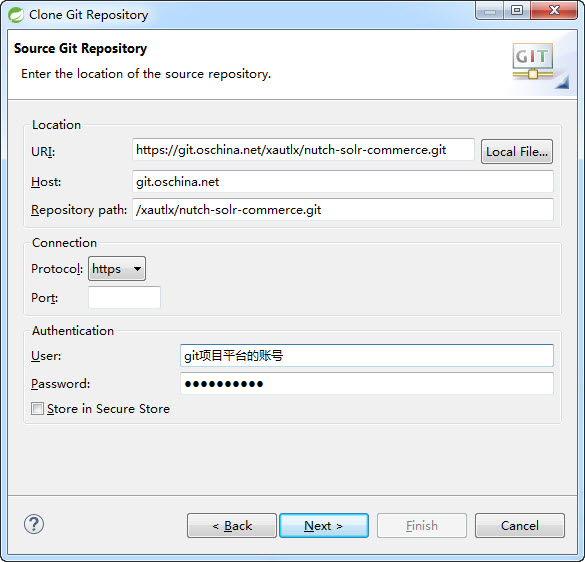 Clone Git Repository
Source Git Repository
Enter the location of the source repository.
GIT
Location
URI: https://git.oschina.net/xautlx/nutch-solr-commerce.git Local File...
Host: git.oschina.net
Repository path: /xautlx/nutch-solr-commerce.git
Connection
Protocol: https
Port:
Authentication
User: git项目平台的账号
Password: ●●●●●●●●●●
Store in Secure Store
? < Back Next > Finish Cancel